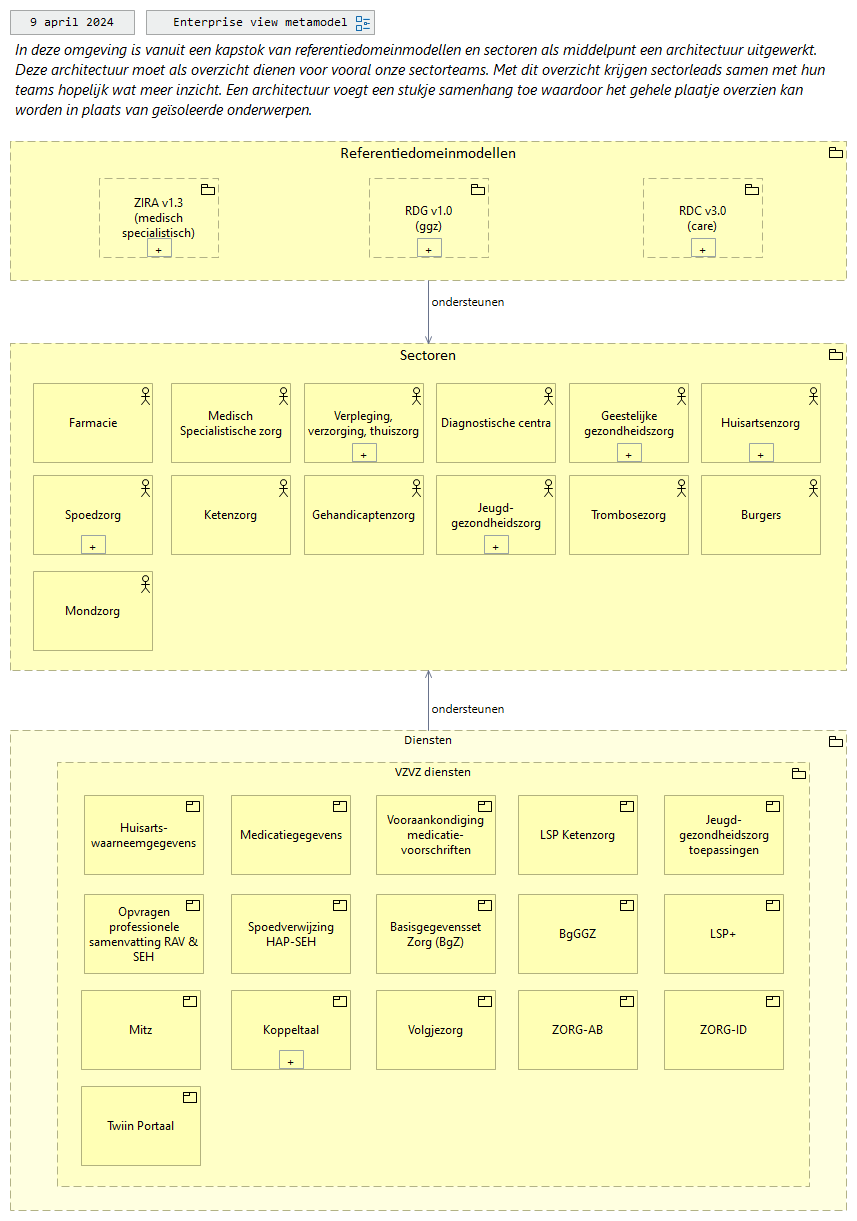 9 april 2024
Enterprise view metamodel
In deze omgeving is vanuit een kapstok van referentiedomeinmodellen en sectoren als middelpunt een architectuur uitgewerkt.
Deze architectuur moet als overzicht dienen voor vooral onze sectorteams. Met dit overzicht krijgen sectorleads samen met hun
teams hopelijk wat meer inzicht. Een architectuur voegt een stukje samenhang toe waardoor het gehele plaatje overzien kan
worden in plaats van geïsoleerde onderwerpen.
Referentiedomeinmodellen
ZIRA v1.3
(medisch
specialistisch)
+
RDG v1.0
(ggz)
+
RDC v3.0
(care)
+
ondersteunen
Sectoren
Farmacie
Medisch
Specialistische zorg
Verpleging,
verzorging, thuiszorg
+
Diagnostische centra
Geestelijke
gezondheidszorg
+
Huisartsenzorg
+
Spoedzorg
+
Ketenzorg
Gehandicaptenzorg
Jeugd-
gezondheidszorg
+
Trombosezorg
Burgers
Mondzorg
ondersteunen
Diensten
VZVZ diensten
Huisarts-
waarneemgegevens
Medicatiegegevens
Vooraankondiging
medicatie-
voorschriften
LSP Ketenzorg
Jeugd-
gezondheidszorg
toepassingen
Opvragen
professionele
samenvatting RAV &
SEH
Spoedverwijzing
HAP-SEH
Basisgegevensset
Zorg (BgZ)
BgGGZ
LSP+
Mitz
Koppeltaal
+
Volgjezorg
ZORG-AB
ZORG-ID
Twiin Portaal